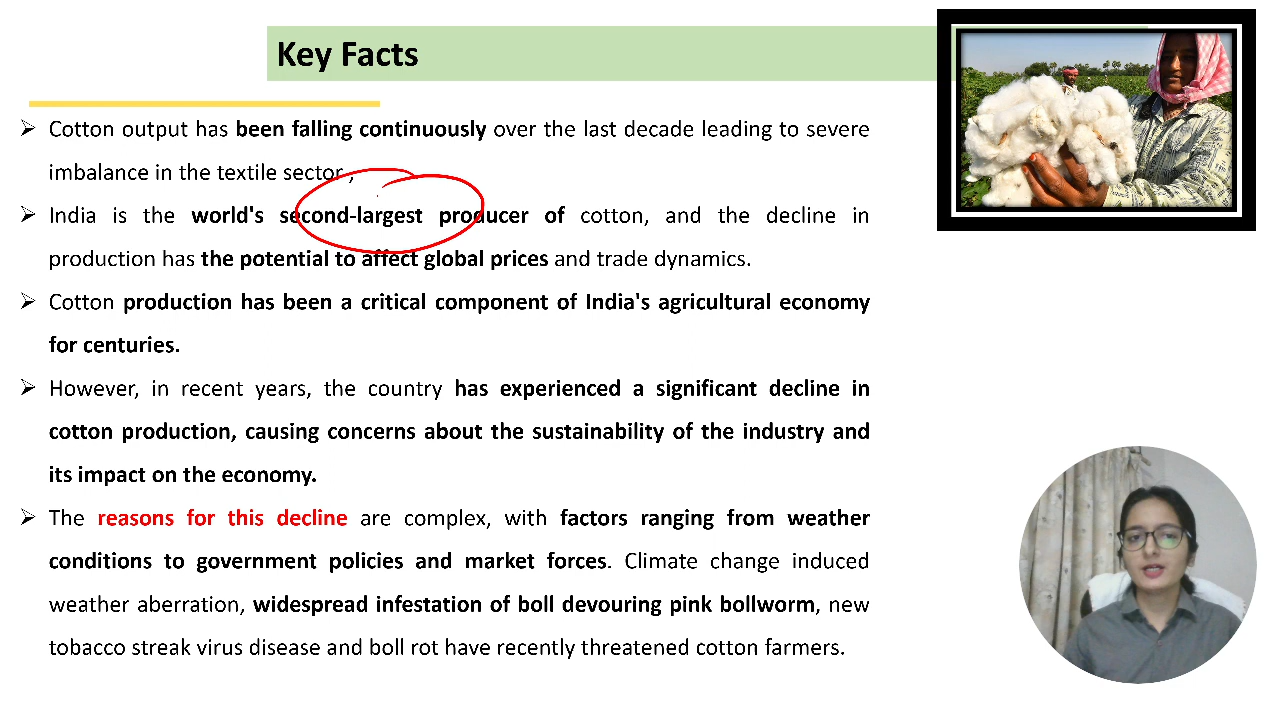 Key Facts
➢ Cotton output has been falling continuously over the last decade leading to severe
imbalance in the textile sector ,
➢ India is the world's second-largest producer of cotton, and the decline in
production has the potential to affect global prices and trade dynamics.
➢ Cotton production has been a critical component of India's agricultural economy
for centuries.
➢ However, in recent years, the country has experienced a significant decline in
cotton production, causing concerns about the sustainability of the industry and
its impact on the economy.
➢ The reasons for this decline are complex, with factors ranging from weather
conditions to government policies and market forces. Climate change induced
weather aberration, widespread infestation of boll devouring pink bollworm, new
tobacco streak virus disease and boll rot have recently threatened cotton farmers.